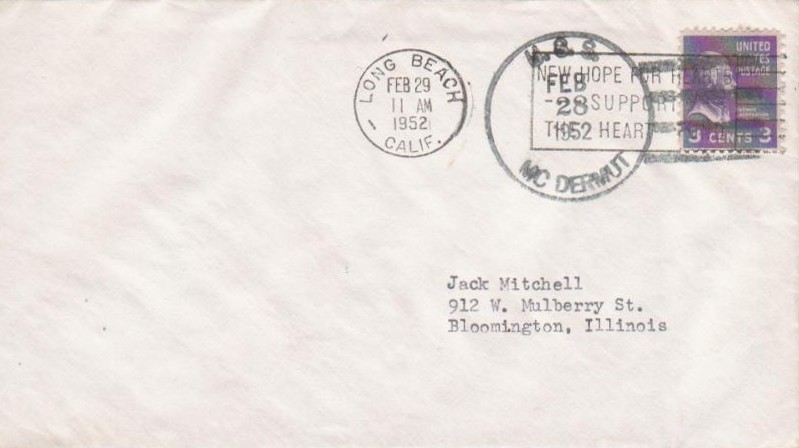 LONG BEACH
FEB 29
11 AM
1952
CALIF.
U.S.S.
FEB
28
1952
MC DERMUT
NEW HOPE FOR
SUPPORT
HEART
UNITED
STATES
POSTAGE
3 CENTS 3
Jack Mitchell
912 W. Mulberry St.
Bloomington, Illinois